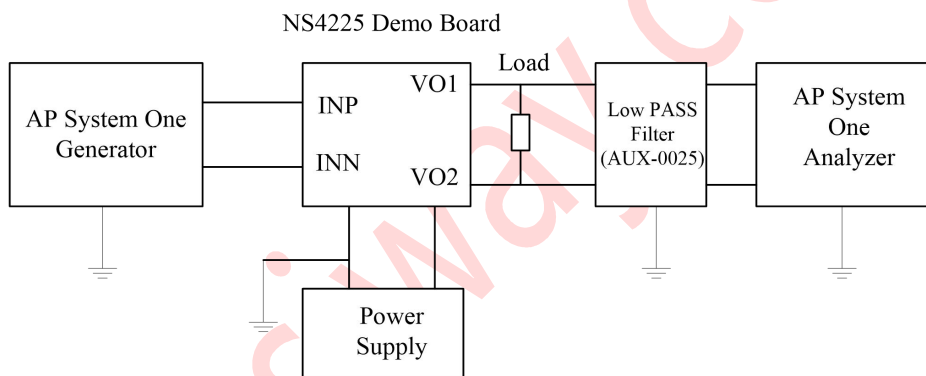 NS4225 Demo Board
AP System One
Generator
INP
INN
VO1
VO2
Load
Low PASS
Filter
(AUX-0025)
AP System
One
Analyzer
Power
Supply